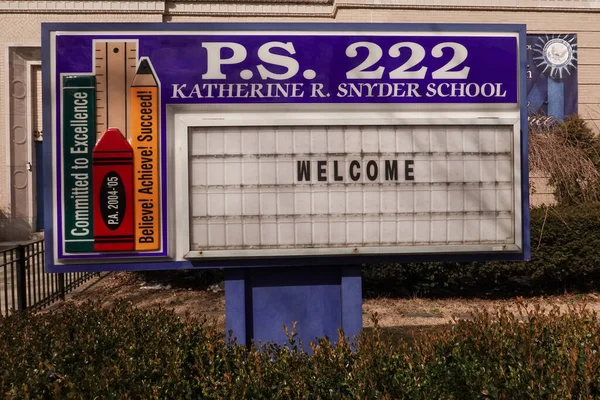 P.S. 222
KATHERINE R. SNYDER SCHOOL
WELCOME
Committed to Excellence
P.A. 2004-05
Believe! Achieve! Succeed!